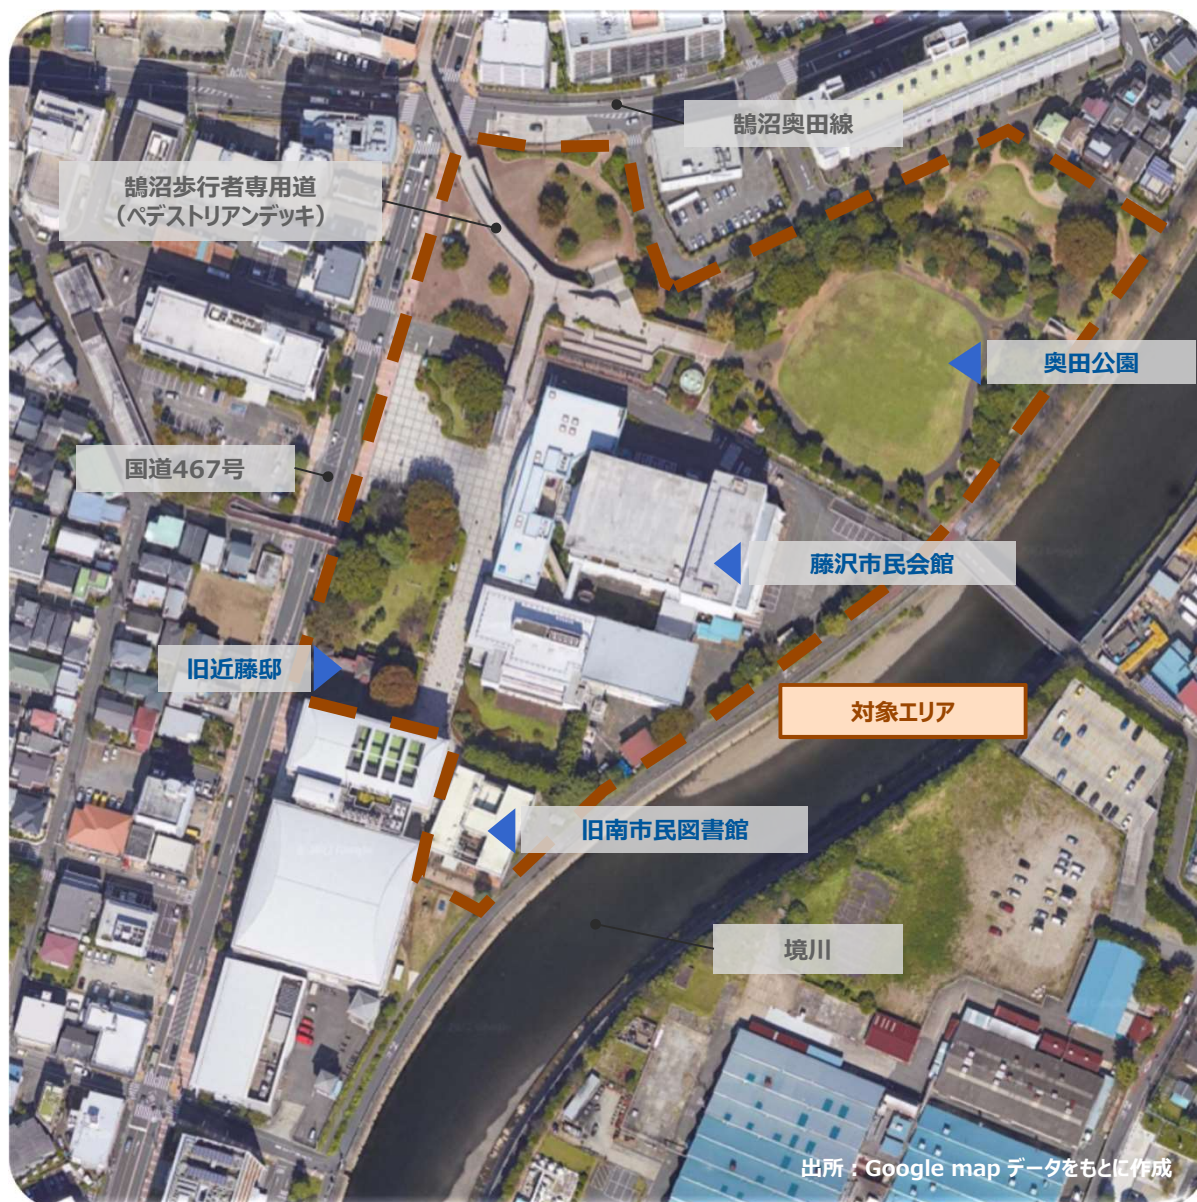 鵠沼奥田線
鵠沼歩行者専用道
（ペデストリアンデッキ）
奥田公園
国道467号
藤沢市民会館
旧近藤邸
対象エリア
旧南市民図書館
境川
出所：Google map データをもとに作成